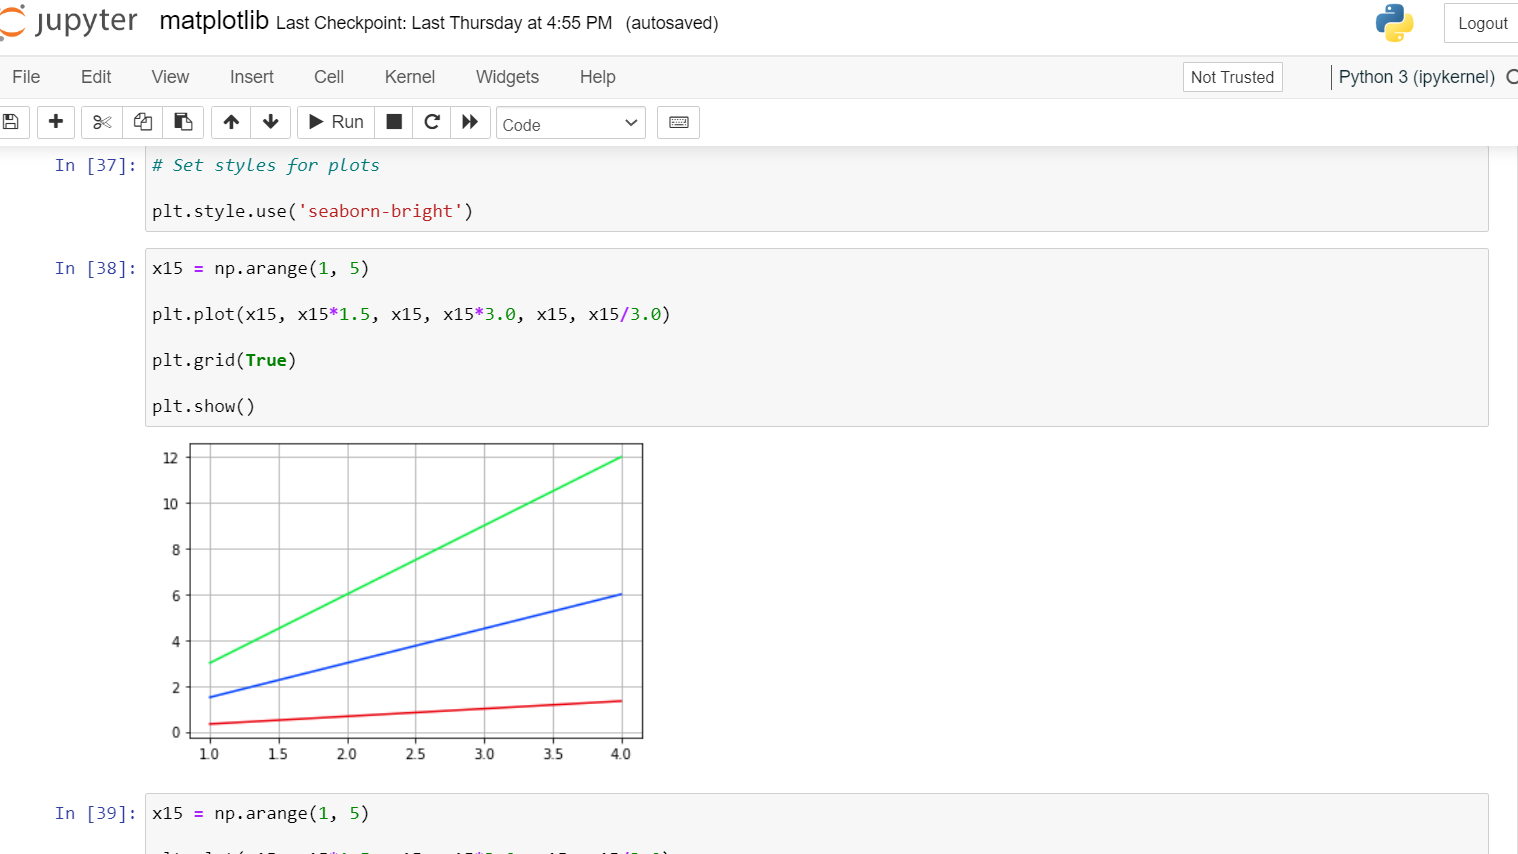 jupyter matplotlib Last Checkpoint: Last Thursday at 4:55 PM (autosaved) Logout
File Edit View Insert Cell Kernel Widgets Help Not Trusted Python 3 (ipykernel)
Run Code
In [37]: # Set styles for plots
plt.style.use('seaborn-bright')
In [38]: x15 = np.arange(1, 5)
plt.plot(x15, x15*1.5, x15, x15*3.0, x15, x15/3.0)
plt.grid(True)
plt.show()
12
10
8
6
4
2
0
1.0 1.5 2.0 2.5 3.0 3.5 4.0
In [39]: x15 = np.arange(1, 5)